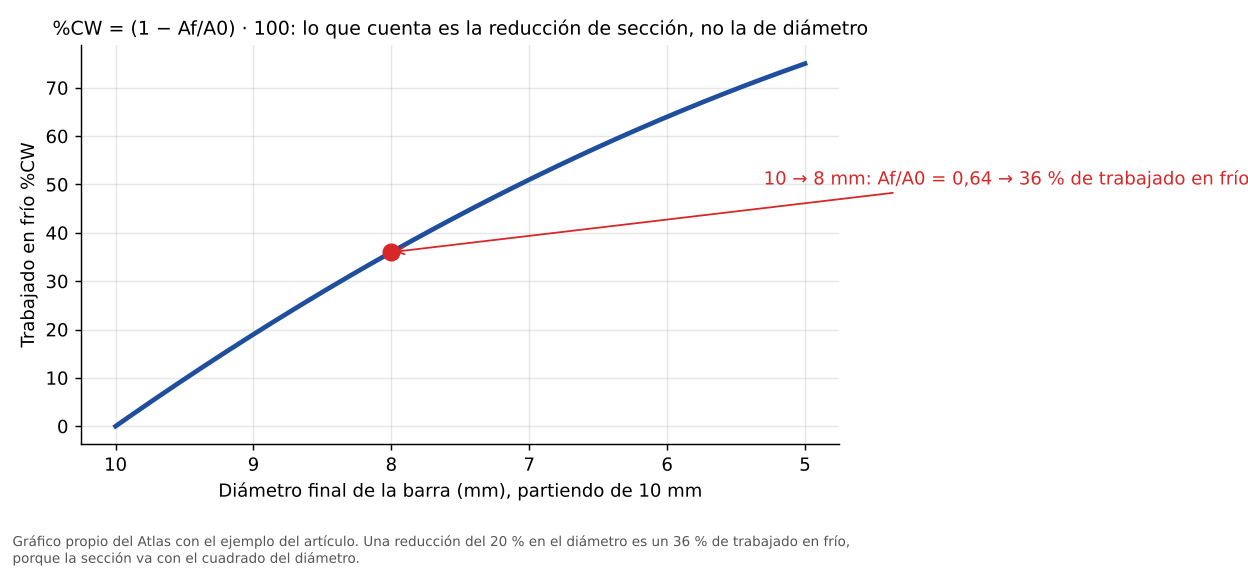 %CW = (1 − Af/A0) · 100: lo que cuenta es la reducción de sección, no la de diámetro
Trabajado en frío %CW
70
60
50
40
30
20
10
0
10 → 8 mm: Af/A0 = 0,64 → 36 % de trabajado en frío
10 9 8 7 6 5
Diámetro final de la barra (mm), partiendo de 10 mm
Gráfico propio del Atlas con el ejemplo del artículo. Una reducción del 20 % en el diámetro es un 36 % de trabajado en frío,
porque la sección va con el cuadrado del diámetro.